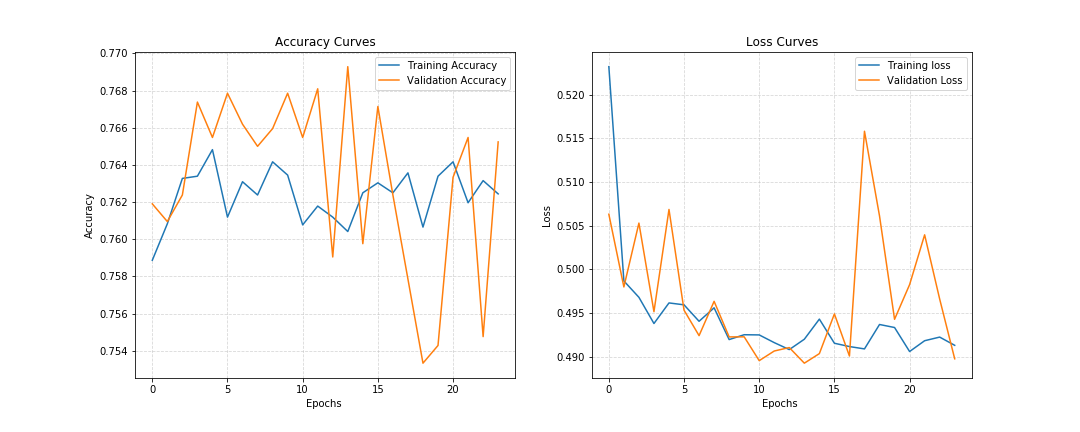 Accuracy Curves
Training Accuracy
Validation Accuracy
0.770
0.768
0.766
0.764
0.762
0.760
0.758
0.756
0.754
Accuracy
0
5
10
15
20
Epochs
Loss Curves
Training loss
Validation Loss
0.520
0.515
0.510
0.505
0.500
0.495
0.490
Loss
0
5
10
15
20
Epochs